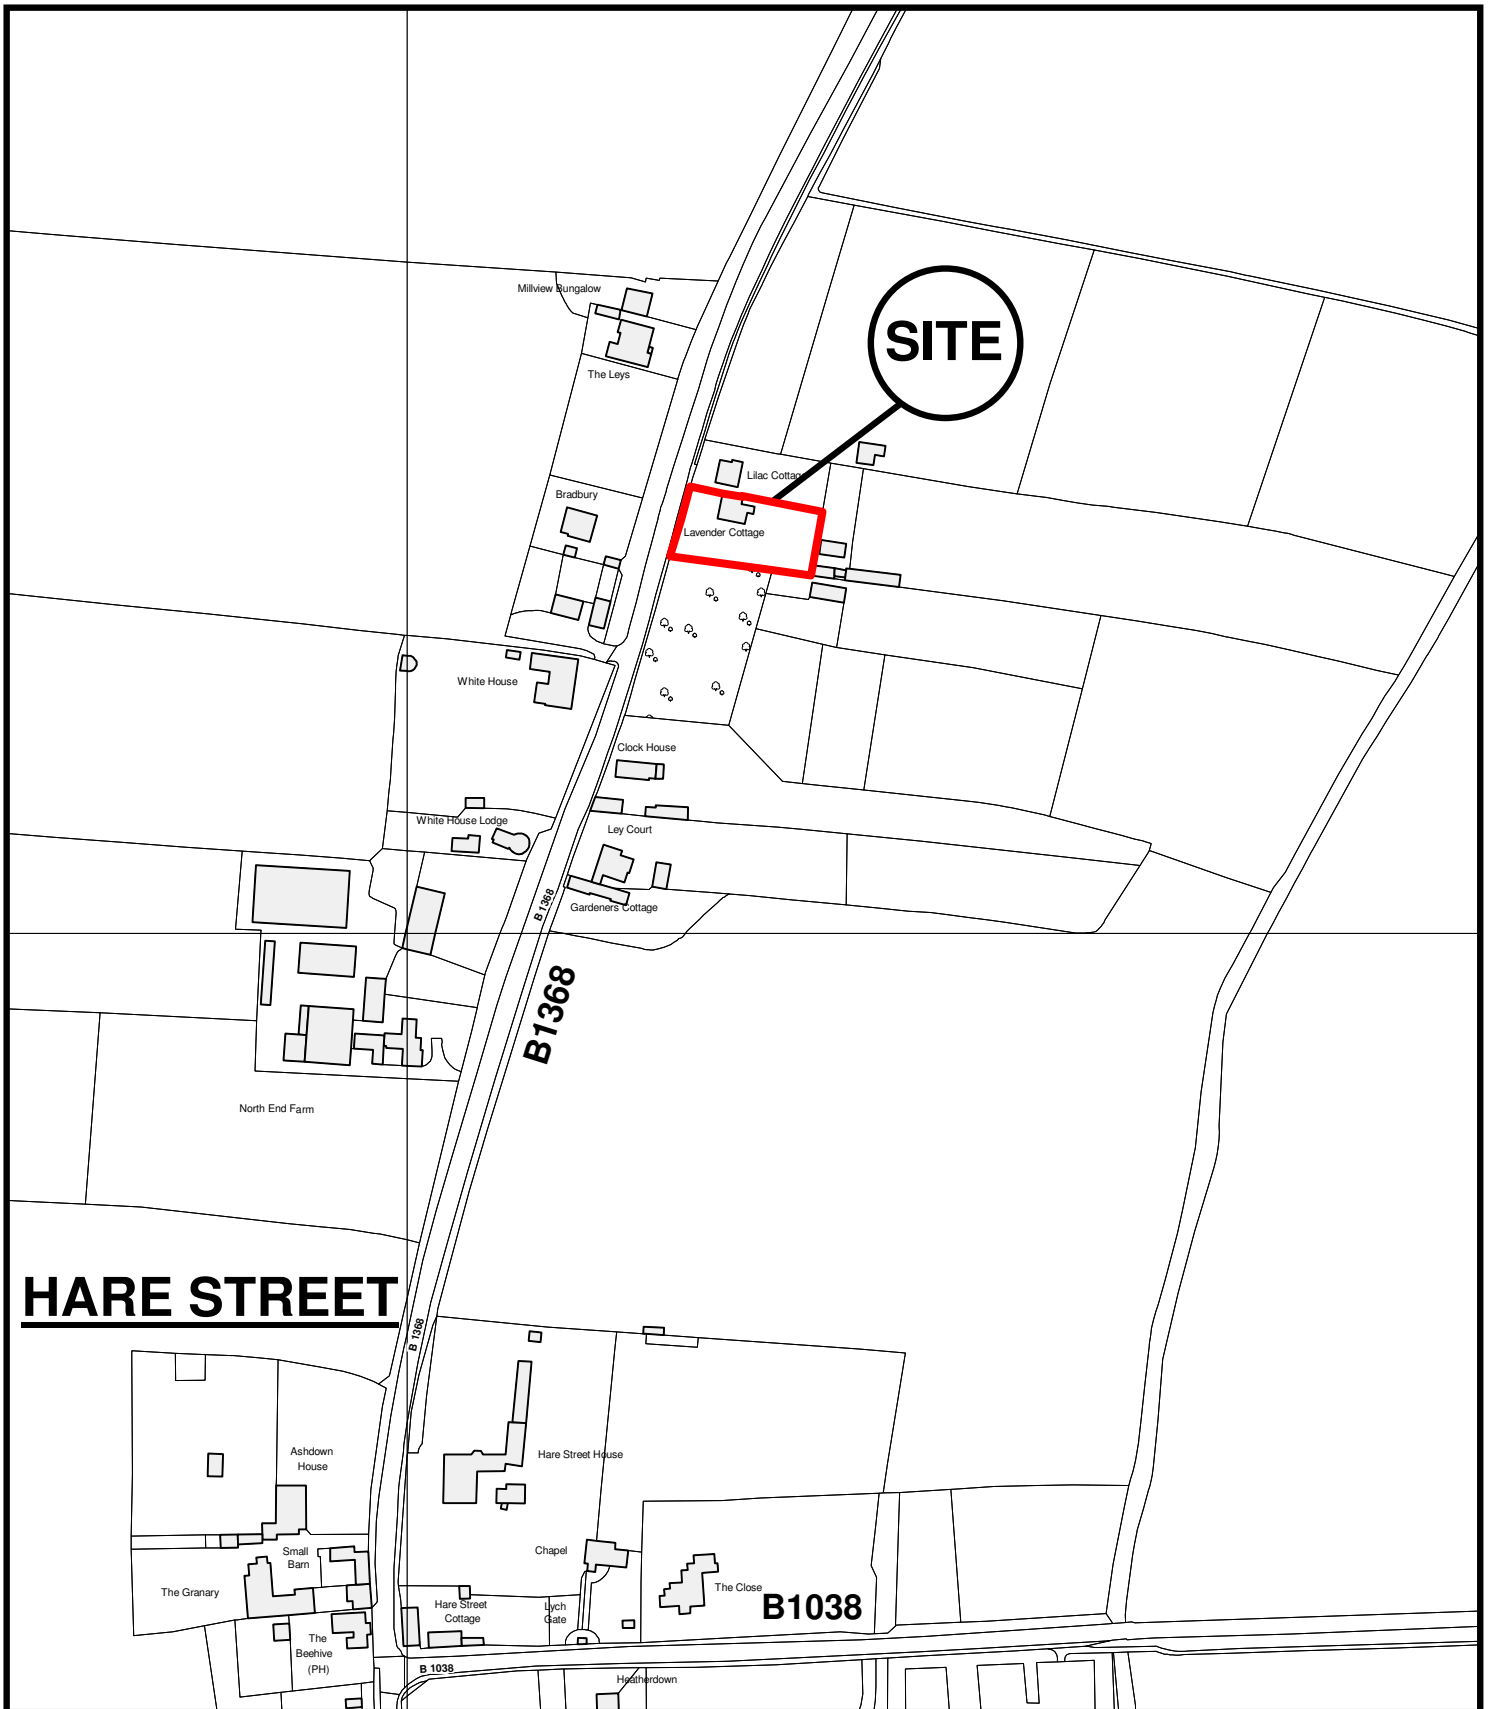 Millview Bungalow
SITE
The Leys
Lilac Cottage
Bradbury
Lavender Cottage
White House
Clock House
White House Lodge
Ley Court
B 1368
Gardeners Cottage
B1368
North End Farm
HARE STREET
B 1368
Ashdown
House
Hare Street House
Small
Barn
Chapel
The Granary
The Close
B1038
Hare Street
Cottage
Lych
Gate
The
Beehive
(PH)
B 1038
Heatherdown